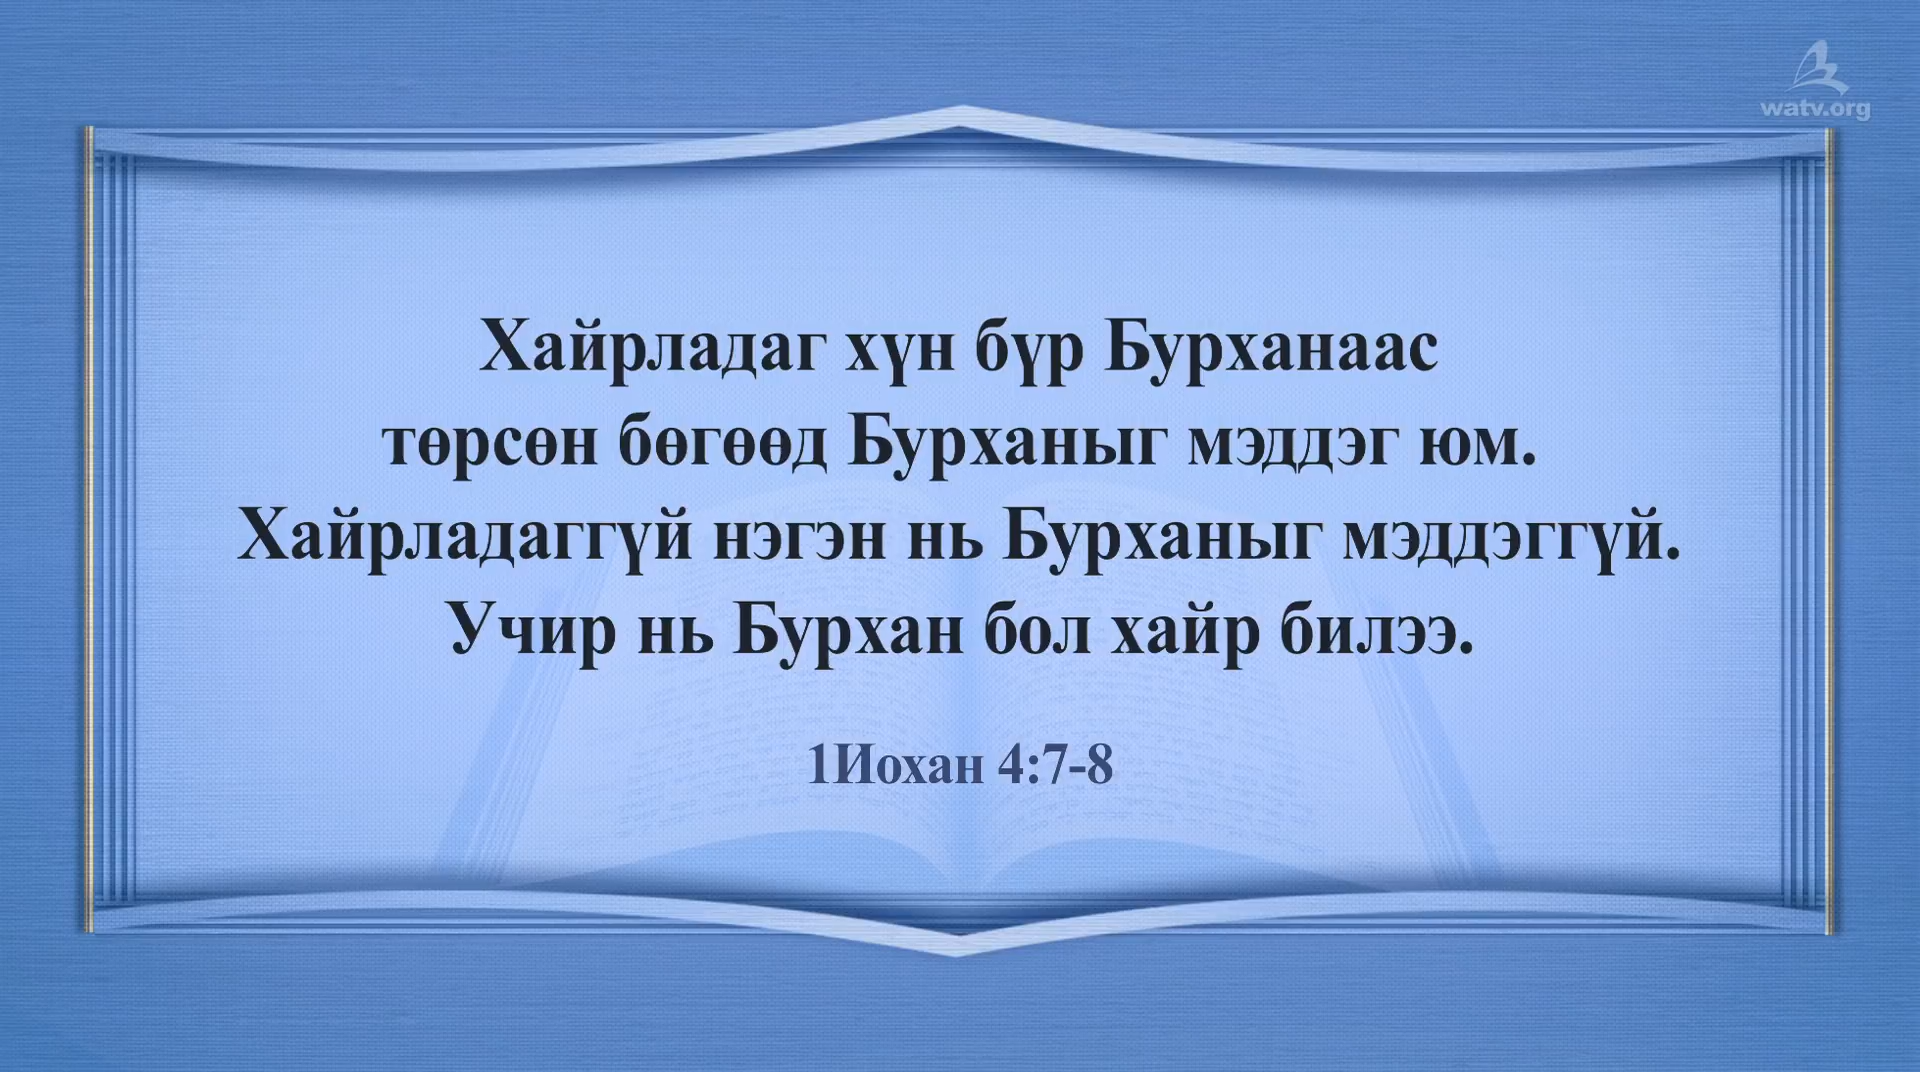 watv.org
Хайрладаг хүн бүр Бурханаас
төрсөн бөгөөд Бурханыг мэддэг юм.
Хайрладаггүй нэгэн нь Бурханыг мэддэггүй.
Учир нь Бурхан бол хайр билээ.
1Иохан 4:7-8